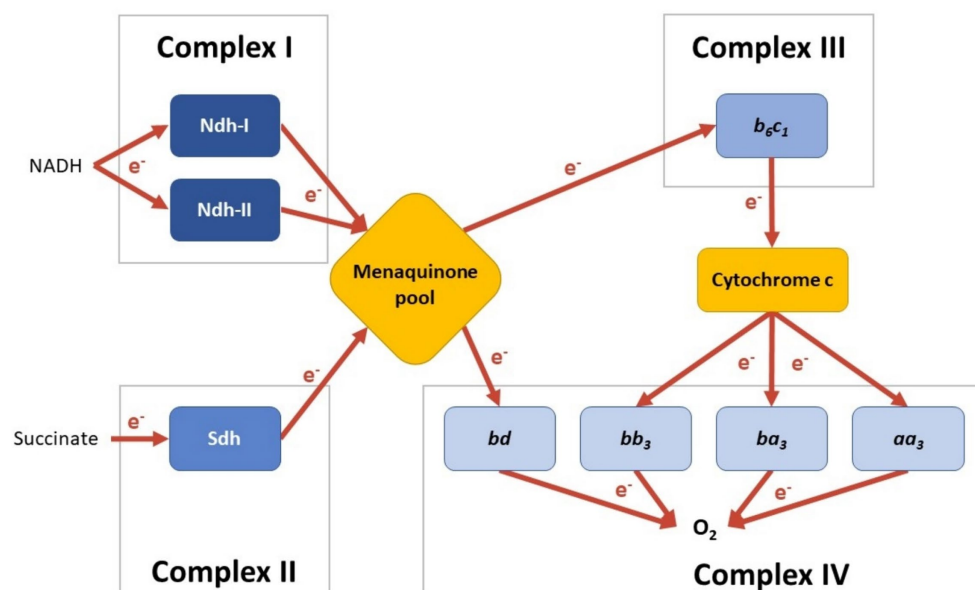 Complex I
Ndh-I
NADH
e⁻
Ndh-II
e⁻
Menaquinone
pool
e⁻
Complex III
b₆c₁
e⁻
Cytochrome c
e⁻
e⁻
e⁻
Succinate
e⁻
Sdh
e⁻
Complex II
bd
bb₃
ba₃
aa₃
e⁻
e⁻
O₂
Complex IV